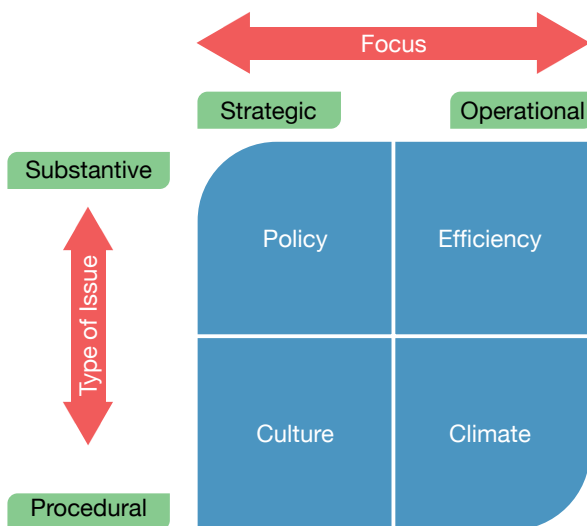 Focus
Strategic
Operational
Substantive
Policy
Efficiency
Type of Issue
Culture
Climate
Procedural